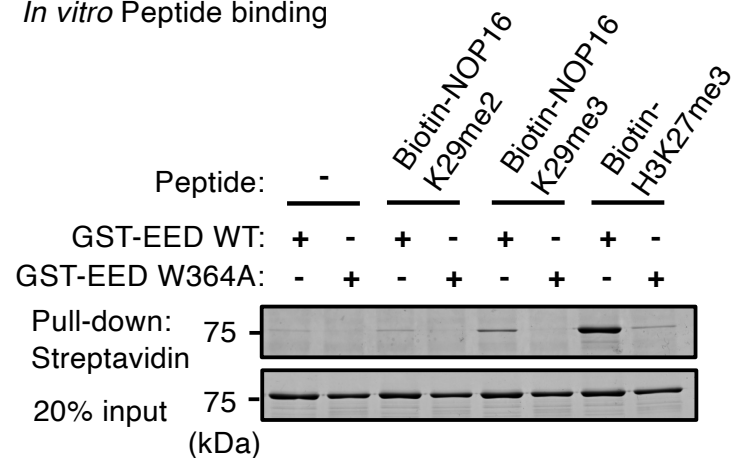 In vitro Peptide binding
Peptide: - Biotin-NOP16 K29me2 Biotin-NOP16 K29me3 Biotin-H3K27me3
GST-EED WT: + - + - + - + -
GST-EED W364A: - + - + - + - +
Pull-down: Streptavidin 75 -
20% input 75 -
(kDa)